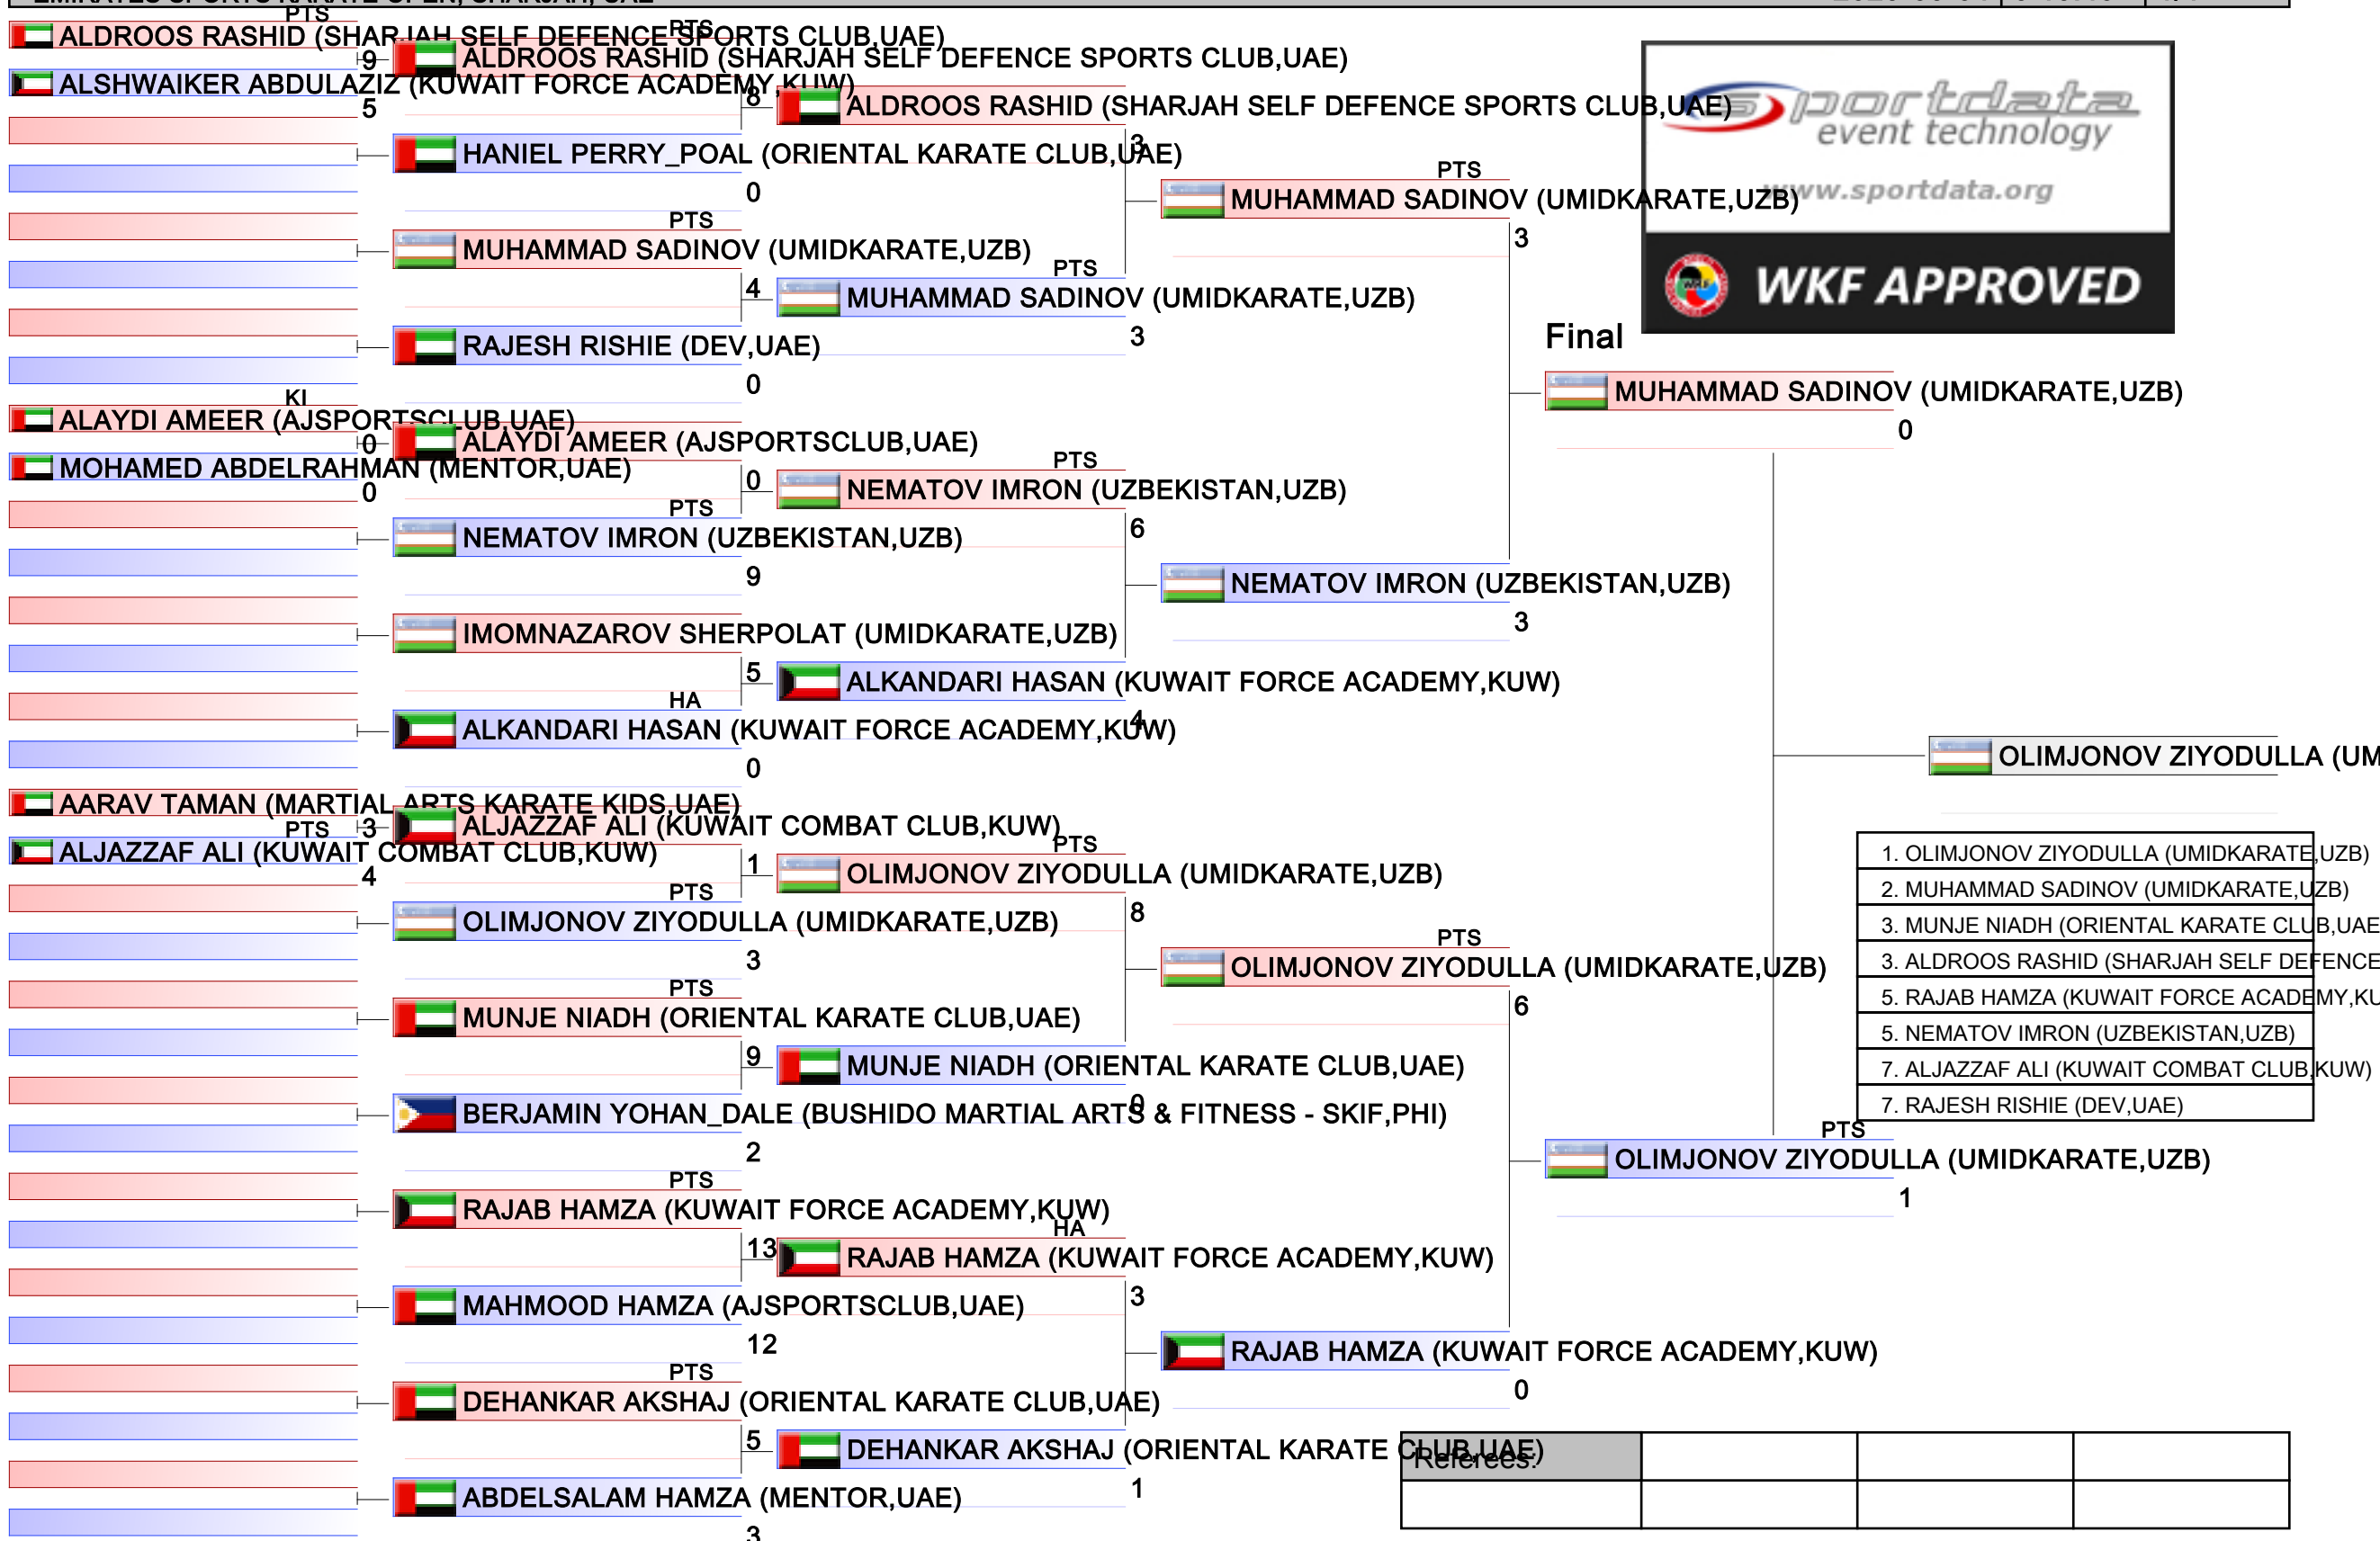 PTS
ALDROOS RASHID (SHARJAH SELF DEFENCE SPORTS CLUB,UAE)
9
ALSHWAIKER ABDULAZIZ (KUWAIT FORCE ACADEMY,KUW)
5
KI
ALAYDI AMEER (AJSPORTSCLUB,UAE)
0
MOHAMED ABDELRAHMAN (MENTOR,UAE)
0
AARAV TAMAN (MARTIAL ARTS KARATE KIDS,UAE)
3
PTS
ALJAZZAF ALI (KUWAIT COMBAT CLUB,KUW)
4
PTS
ALDROOS RASHID (SHARJAH SELF DEFENCE SPORTS CLUB,UAE)
8
HANIEL PERRY_POAL (ORIENTAL KARATE CLUB,UAE)
0
PTS
MUHAMMAD SADINOV (UMIDKARATE,UZB)
4
RAJESH RISHIE (DEV,UAE)
0
ALAYDI AMEER (AJSPORTSCLUB,UAE)
0
PTS
NEMATOV IMRON (UZBEKISTAN,UZB)
9
IMOMNAZAROV SHERPOLAT (UMIDKARATE,UZB)
5
HA
ALKANDARI HASAN (KUWAIT FORCE ACADEMY,KUW)
0
ALJAZZAF ALI (KUWAIT COMBAT CLUB,KUW)
1
PTS
OLIMJONOV ZIYODULLA (UMIDKARATE,UZB)
3
PTS
MUNJE NIADH (ORIENTAL KARATE CLUB,UAE)
9
BERJAMIN YOHAN_DALE (BUSHIDO MARTIAL ARTS & FITNESS - SKIF,PHI)
2
PTS
RAJAB HAMZA (KUWAIT FORCE ACADEMY,KUW)
13
MAHMOOD HAMZA (AJSPORTSCLUB,UAE)
12
PTS
DEHANKAR AKSHAJ (ORIENTAL KARATE CLUB,UAE)
5
ABDELSALAM HAMZA (MENTOR,UAE)
3
ALDROOS RASHID (SHARJAH SELF DEFENCE SPORTS CLUB,UAE)
3
PTS
MUHAMMAD SADINOV (UMIDKARATE,UZB)
3
PTS
NEMATOV IMRON (UZBEKISTAN,UZB)
6
ALKANDARI HASAN (KUWAIT FORCE ACADEMY,KUW)
4
PTS
OLIMJONOV ZIYODULLA (UMIDKARATE,UZB)
8
MUNJE NIADH (ORIENTAL KARATE CLUB,UAE)
0
HA
RAJAB HAMZA (KUWAIT FORCE ACADEMY,KUW)
3
DEHANKAR AKSHAJ (ORIENTAL KARATE CLUB,UAE)
1
PTS
MUHAMMAD SADINOV (UMIDKARATE,UZB)
3
NEMATOV IMRON (UZBEKISTAN,UZB)
3
PTS
OLIMJONOV ZIYODULLA (UMIDKARATE,UZB)
6
RAJAB HAMZA (KUWAIT FORCE ACADEMY,KUW)
0
sportdata
event technology
www.sportdata.org
WKF APPROVED
Final
MUHAMMAD SADINOV (UMIDKARATE,UZB)
0
PTS
OLIMJONOV ZIYODULLA (UMIDKARATE,UZB)
1
OLIMJONOV ZIYODULLA (UM
1. OLIMJONOV ZIYODULLA (UMIDKARATE,UZB)
2. MUHAMMAD SADINOV (UMIDKARATE,UZB)
3. MUNJE NIADH (ORIENTAL KARATE CLUB,UAE
3. ALDROOS RASHID (SHARJAH SELF DEFENCE
5. RAJAB HAMZA (KUWAIT FORCE ACADEMY,KU
5. NEMATOV IMRON (UZBEKISTAN,UZB)
7. ALJAZZAF ALI (KUWAIT COMBAT CLUB,KUW)
7. RAJESH RISHIE (DEV,UAE)
Referees: